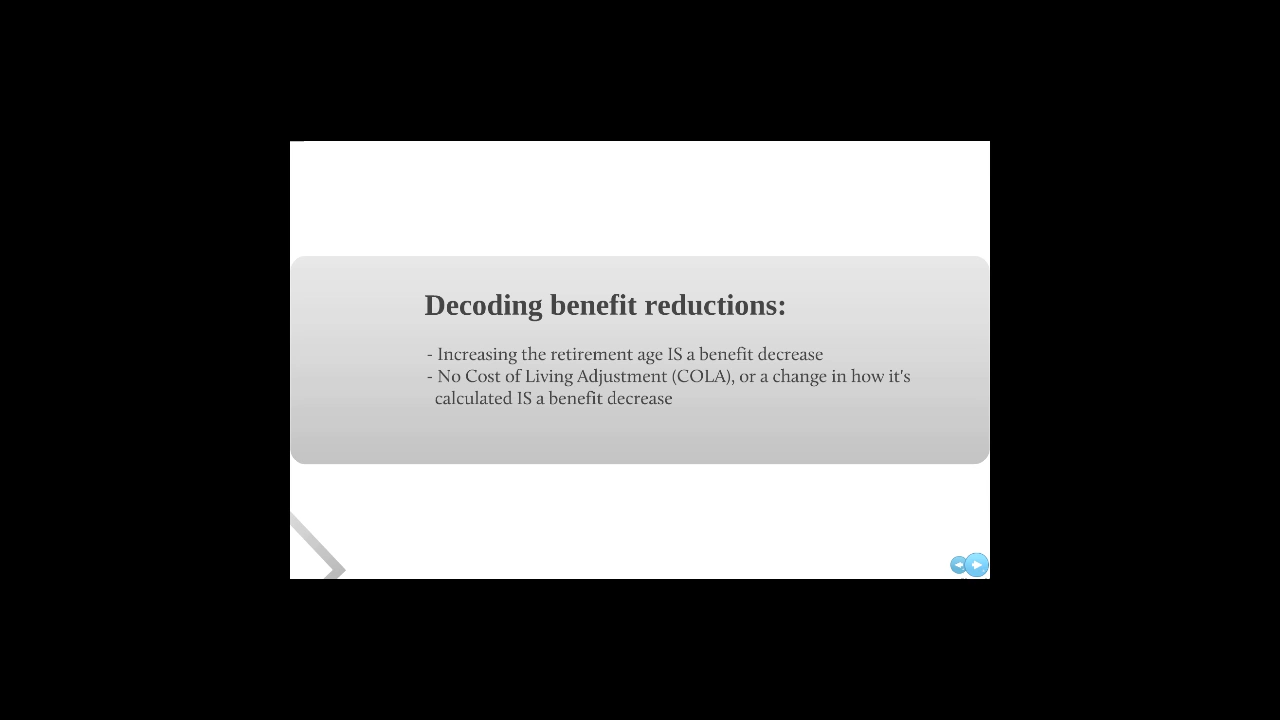 Decoding benefit reductions:
- Increasing the retirement age IS a benefit decrease
- No Cost of Living Adjustment (COLA), or a change in how it's
calculated IS a benefit decrease